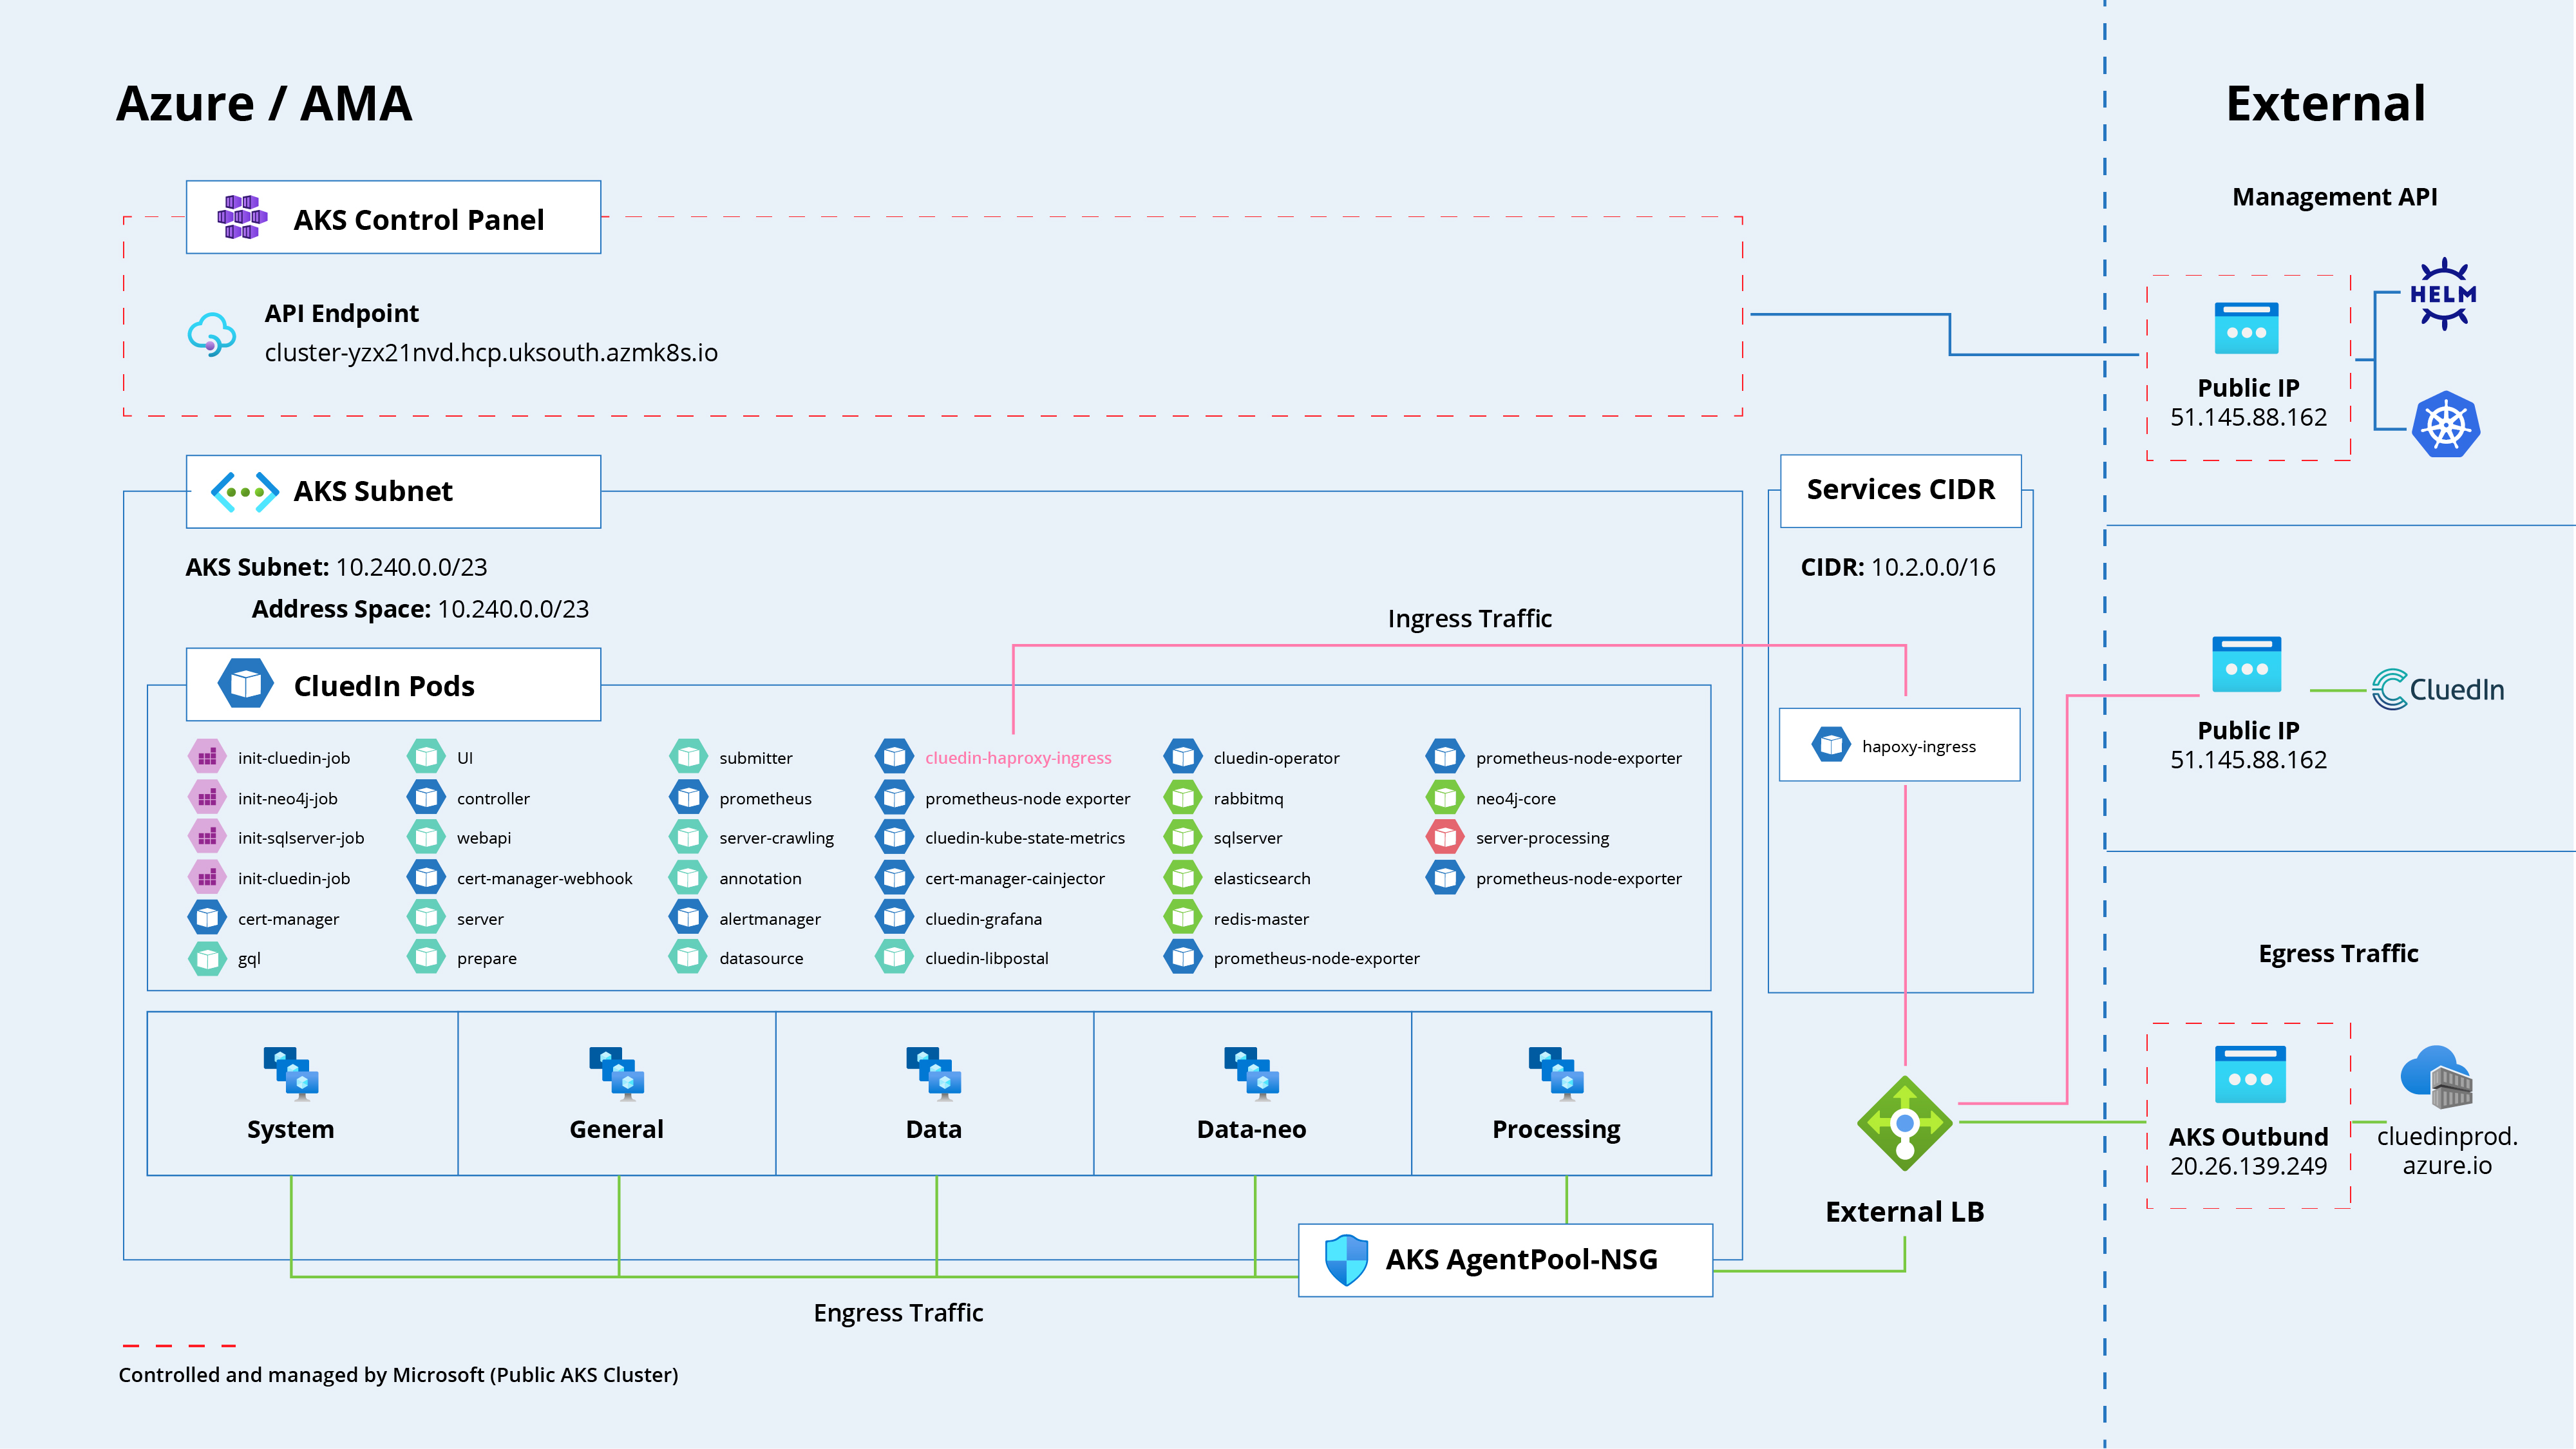 Azure / AMA
External
AKS Control Panel
API Endpoint
cluster-yzx21nvd.hcp.uksouth.azmk8s.io
Management API
HELM
Public IP
51.145.88.162
AKS Subnet
AKS Subnet: 10.240.0.0/23
Address Space: 10.240.0.0/23
Services CIDR
CIDR: 10.2.0.0/16
Ingress Traffic
CluedIn Pods
init-cluedin-job
init-neo4j-job
init-sqlserver-job
init-cluedin-job
cert-manager
gql
UI
controller
webapi
cert-manager-webhook
server
prepare
submitter
prometheus
server-crawling
annotation
alertmanager
datasource
cluedin-haproxy-ingress
prometheus-node exporter
cluedin-kube-state-metrics
cert-manager-cainjector
cluedin-grafana
cluedin-libpostal
cluedin-operator
rabbitmq
sqlserver
elasticsearch
redis-master
prometheus-node-exporter
prometheus-node-exporter
neo4j-core
server-processing
prometheus-node-exporter
hapoxy-ingress
Public IP
51.145.88.162
CluedIn
System
General
Data
Data-neo
Processing
External LB
Egress Traffic
AKS Outbund
20.26.139.249
cluedinprod.
azure.io
AKS AgentPool-NSG
Engress Traffic
Controlled and managed by Microsoft (Public AKS Cluster)